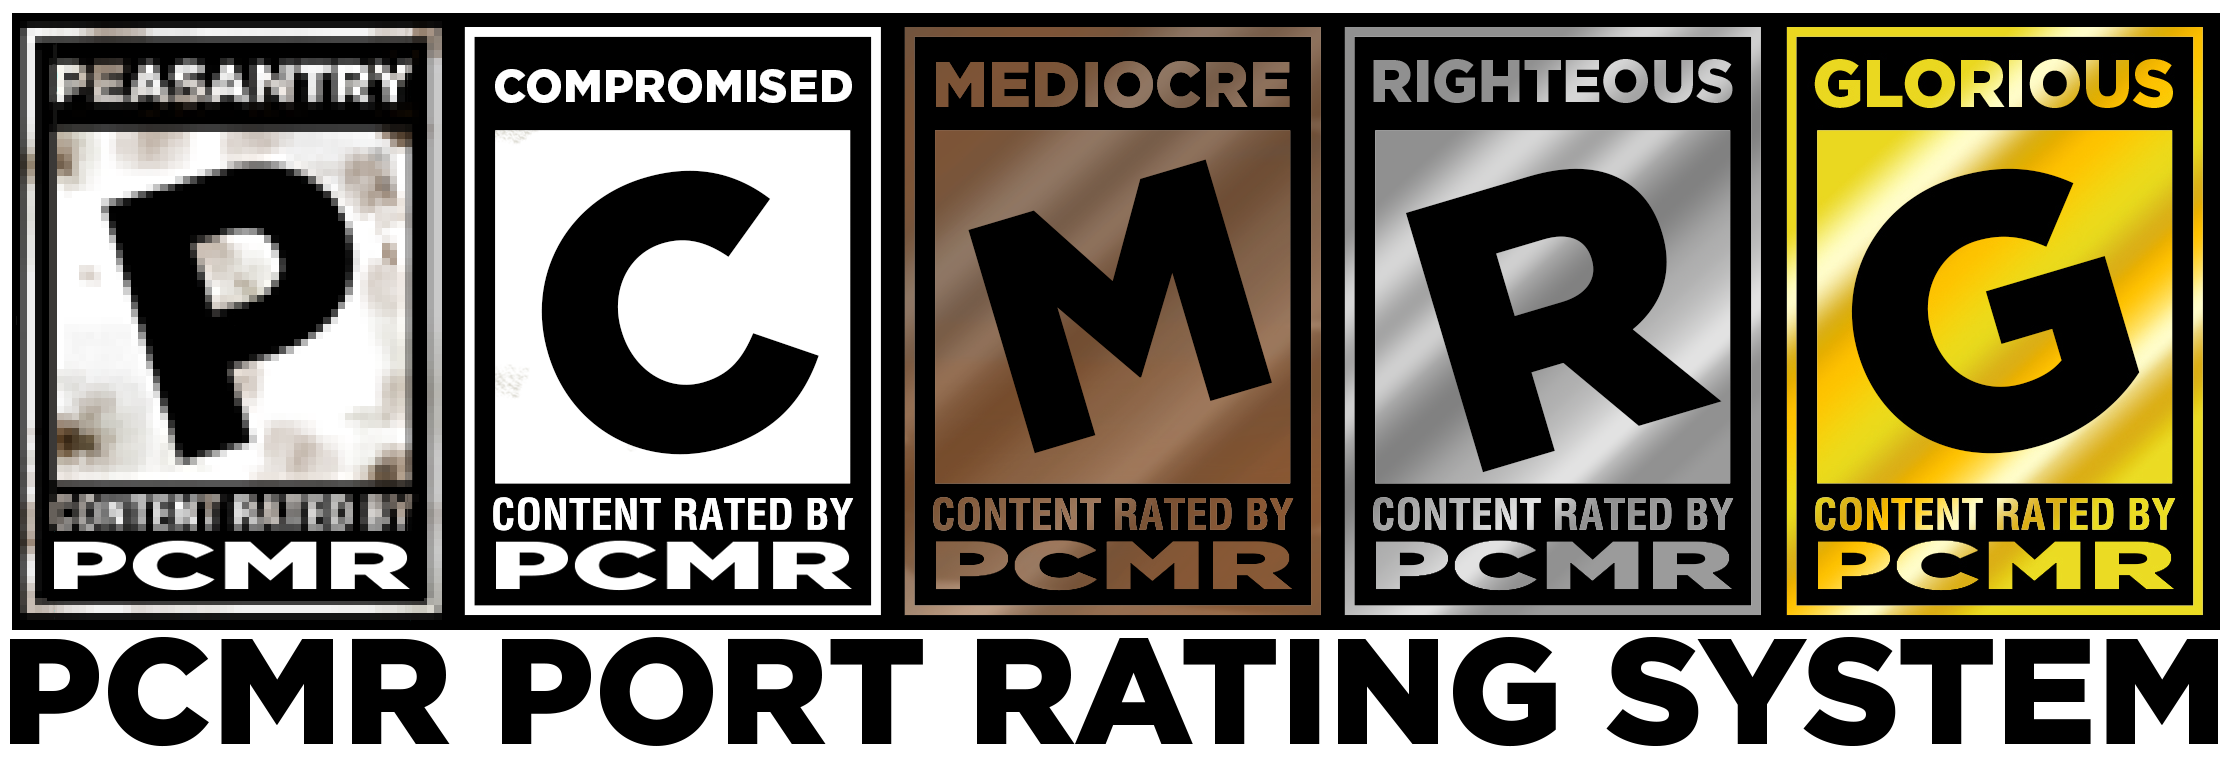 PEASANTRY
P
CONTENT RATED BY
PCMR
COMPROMISED
C
CONTENT RATED BY
PCMR
MEDIOCRE
M
CONTENT RATED BY
PCMR
RIGHTEOUS
R
CONTENT RATED BY
PCMR
GLORIOUS
G
CONTENT RATED BY
PCMR
PCMR PORT RATING SYSTEM